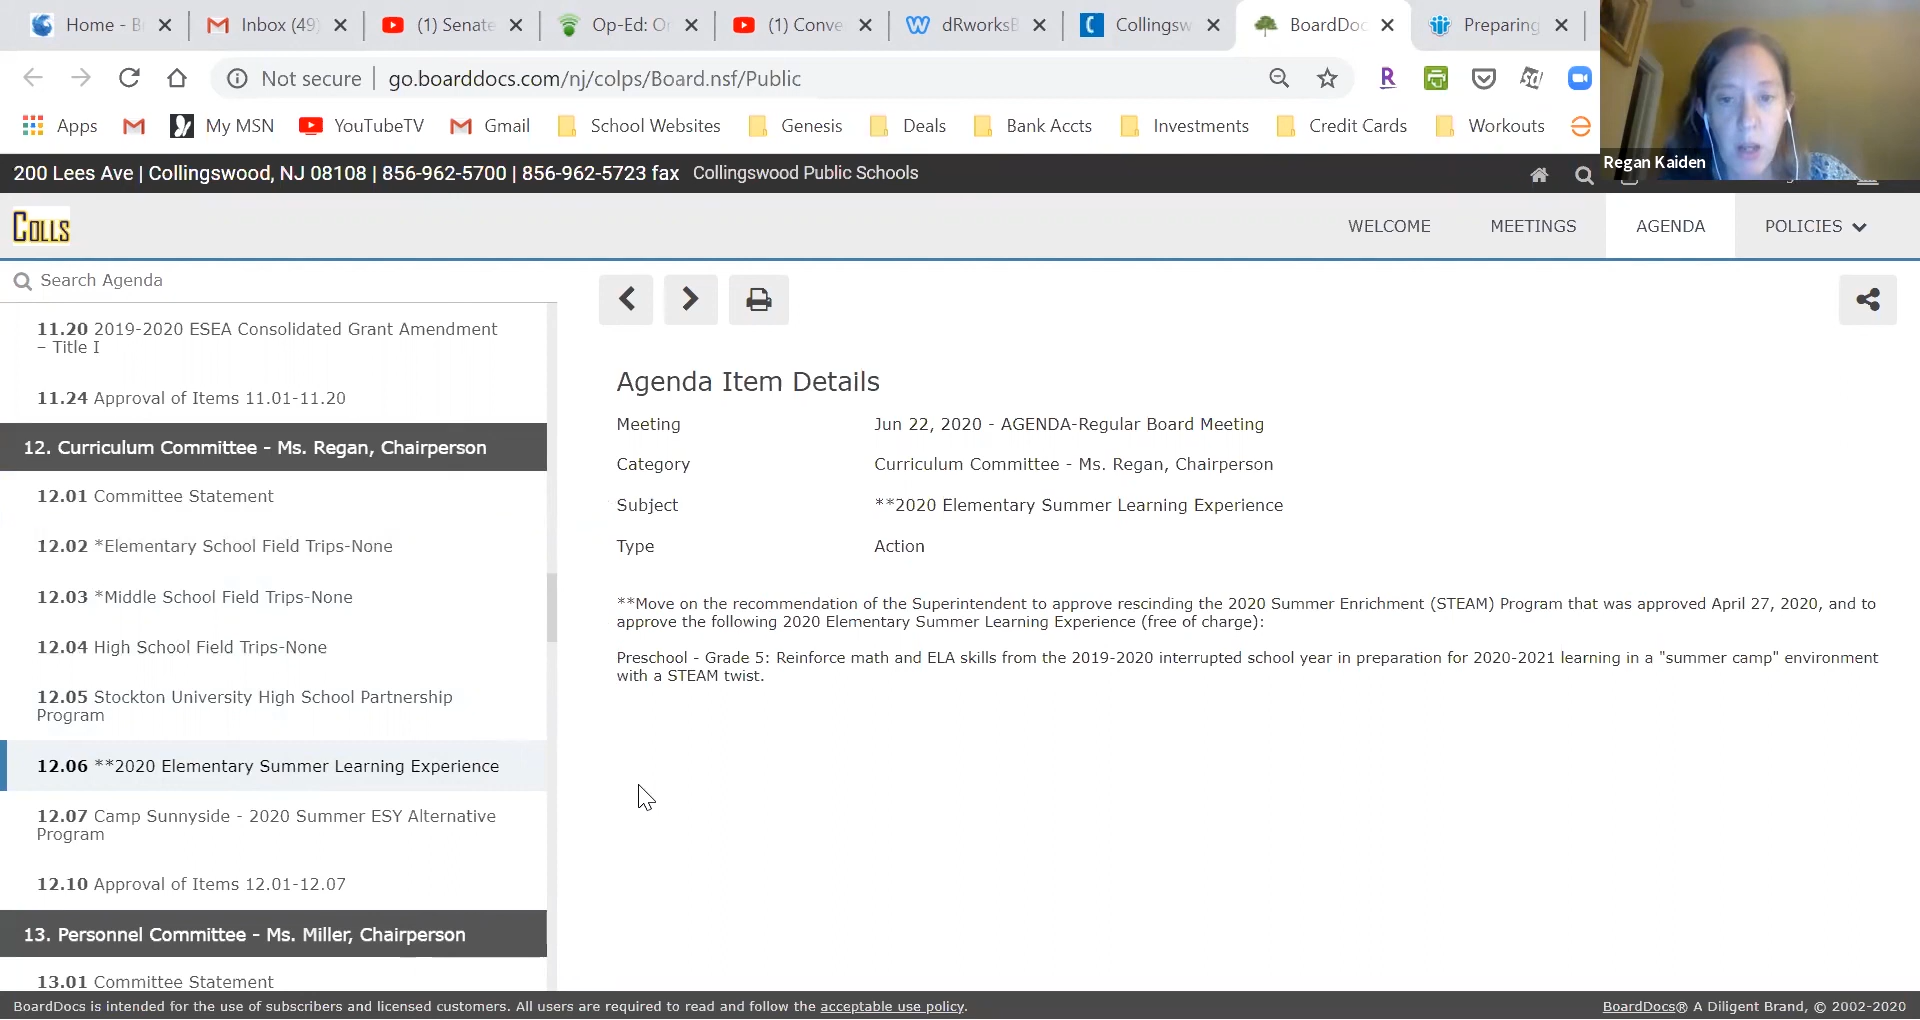 Home - B
Inbox (49)
(1) Senate
Op-Ed: O
(1) Conve
dRworksB
Collingsw
BoardDoc
Preparing
Not secure
go.boarddocs.com/nj/colps/Board.nsf/Public
Apps
My MSN
YouTubeTV
Gmail
School Websites
Genesis
Deals
Bank Accts
Investments
Credit Cards
Workouts
Regan Kaiden
200 Lees Ave | Collingswood, NJ 08108 | 856-962-5700 | 856-962-5723 fax
Collingswood Public Schools
COLLS
WELCOME
MEETINGS
AGENDA
POLICIES
Search Agenda
11.20 2019-2020 ESEA Consolidated Grant Amendment
– Title I
11.24 Approval of Items 11.01-11.20
12. Curriculum Committee - Ms. Regan, Chairperson
12.01 Committee Statement
12.02 *Elementary School Field Trips-None
12.03 *Middle School Field Trips-None
12.04 High School Field Trips-None
12.05 Stockton University High School Partnership
Program
12.06 **2020 Elementary Summer Learning Experience
12.07 Camp Sunnyside - 2020 Summer ESY Alternative
Program
12.10 Approval of Items 12.01-12.07
13. Personnel Committee - Ms. Miller, Chairperson
13.01 Committee Statement
Agenda Item Details
Meeting
Jun 22, 2020 - AGENDA-Regular Board Meeting
Category
Curriculum Committee - Ms. Regan, Chairperson
Subject
**2020 Elementary Summer Learning Experience
Type
Action
**Move on the recommendation of the Superintendent to approve rescinding the 2020 Summer Enrichment (STEAM) Program that was approved April 27, 2020, and to
approve the following 2020 Elementary Summer Learning Experience (free of charge):
Preschool - Grade 5: Reinforce math and ELA skills from the 2019-2020 interrupted school year in preparation for 2020-2021 learning in a "summer camp" environment
with a STEAM twist.
BoardDocs is intended for the use of subscribers and licensed customers. All users are required to read and follow the acceptable use policy.
BoardDocs® A Diligent Brand, © 2002-2020